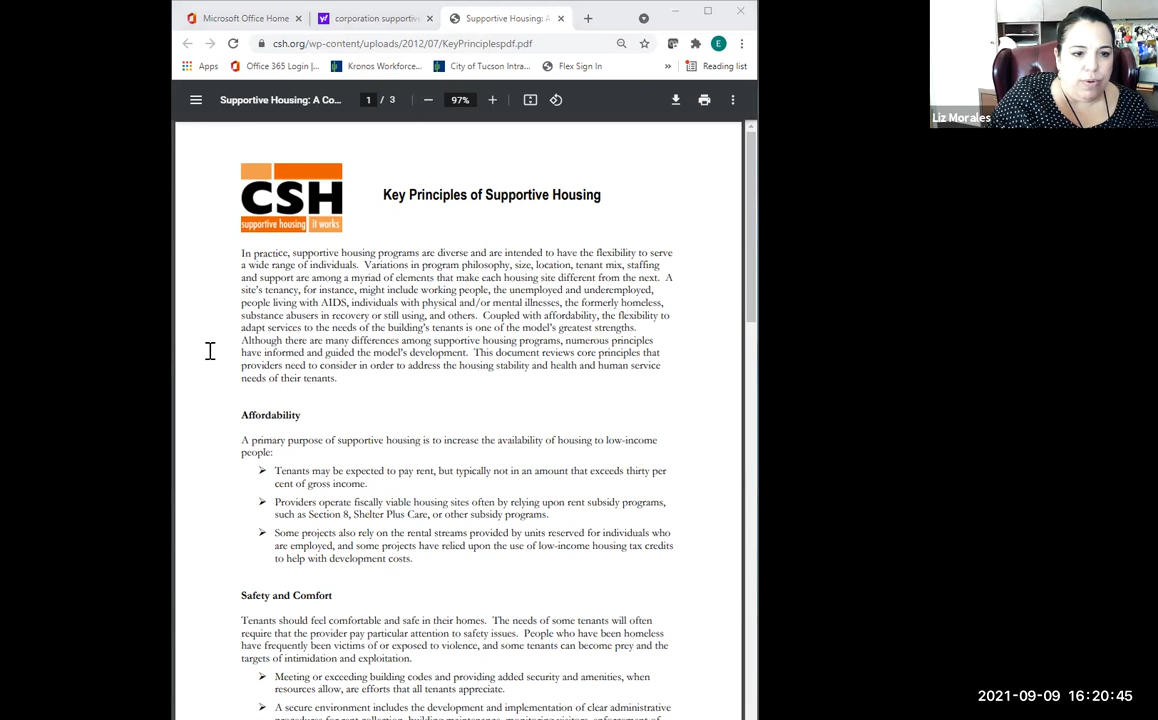 Microsoft Office Home
corporation supportiv
Supportive Housing: A
csh.org/wp-content/uploads/2012/07/KeyPrinciplespdf.pdf
E
Apps
Office 365 Login |...
Kronos Workforce...
City of Tucson Intra...
Flex Sign In
»
Reading list
Supportive Housing: A Co...
1 / 3
97%
CSH
supportive housing it works
Key Principles of Supportive Housing
In practice, supportive housing programs are diverse and are intended to have the flexibility to serve
a wide range of individuals. Variations in program philosophy, size, location, tenant mix, staffing
and support are among a myriad of elements that make each housing site different from the next. A
site's tenancy, for instance, might include working people, the unemployed and underemployed,
people living with AIDS, individuals with physical and/or mental illnesses, the formerly homeless,
substance abusers in recovery or still using, and others. Coupled with affordability, the flexibility to
adapt services to the needs of the building's tenants is one of the model's greatest strengths.
Although there are many differences among supportive housing programs, numerous principles
have informed and guided the model's development. This document reviews core principles that
providers need to consider in order to address the housing stability and health and human service
needs of their tenants.
Affordability
A primary purpose of supportive housing is to increase the availability of housing to low-income
people:
Tenants may be expected to pay rent, but typically not in an amount that exceeds thirty per
cent of gross income.
Providers operate fiscally viable housing sites often by relying upon rent subsidy programs,
such as Section 8, Shelter Plus Care, or other subsidy programs.
Some projects also rely on the rental streams provided by units reserved for individuals who
are employed, and some projects have relied upon the use of low-income housing tax credits
to help with development costs.
Safety and Comfort
Tenants should feel comfortable and safe in their homes. The needs of some tenants will often
require that the provider pay particular attention to safety issues. People who have been homeless
have frequently been victims of or exposed to violence, and some tenants can become prey and the
targets of intimidation and exploitation.
Meeting or exceeding building codes and providing added security and amenities, when
resources allow, are efforts that all tenants appreciate.
A secure environment includes the development and implementation of clear administrative
procedures for rent collection, building maintenance, monitoring visitors, enforcement of
Liz Morales
2021-09-09 16:20:45